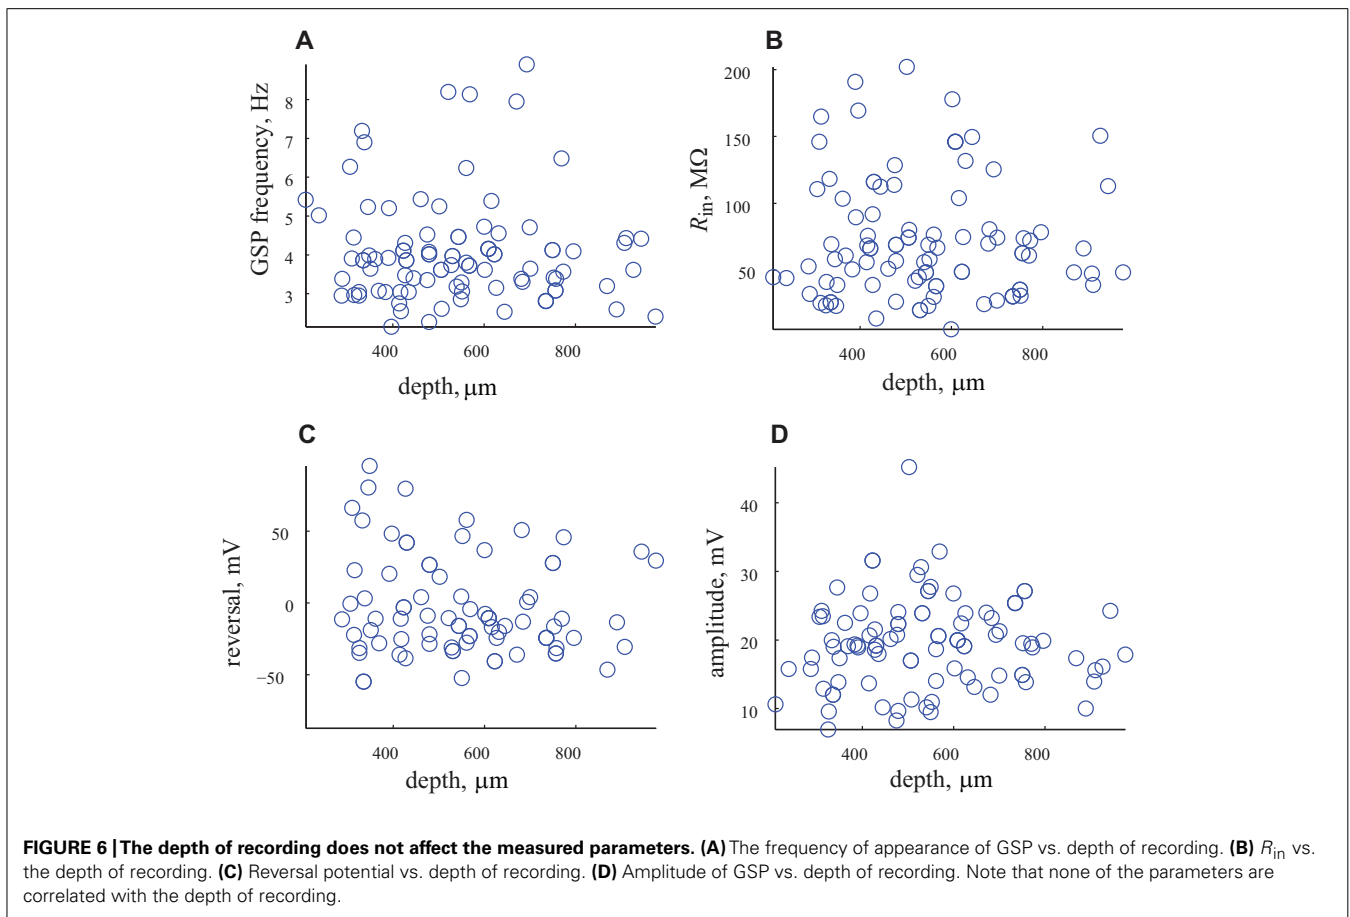 A
GSP frequency, Hz
8
7
6
5
4
3
400 600 800
depth, μm
B
R_in, MΩ
200
150
100
50
400 600 800
depth, μm
C
reversal, mV
50
0
−50
400 600 800
depth, μm
D
amplitude, mV
40
30
20
10
400 600 800
depth, μm
FIGURE 6 | The depth of recording does not affect the measured parameters. (A) The frequency of appearance of GSP vs. depth of recording. (B) R_in vs.
the depth of recording. (C) Reversal potential vs. depth of recording. (D) Amplitude of GSP vs. depth of recording. Note that none of the parameters are
correlated with the depth of recording.